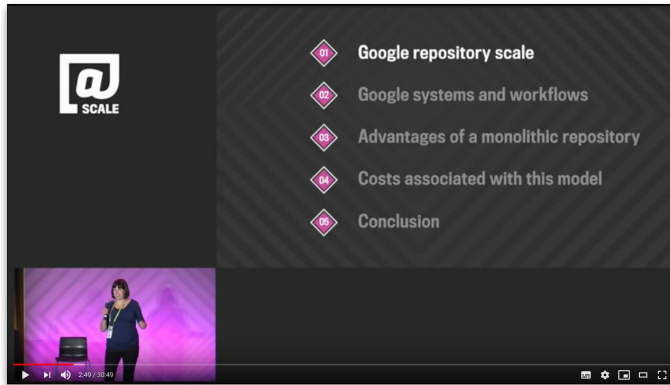 @
SCALE
01 Google repository scale
02 Google systems and workflows
03 Advantages of a monolithic repository
04 Costs associated with this model
05 Conclusion
2:49 / 30:49